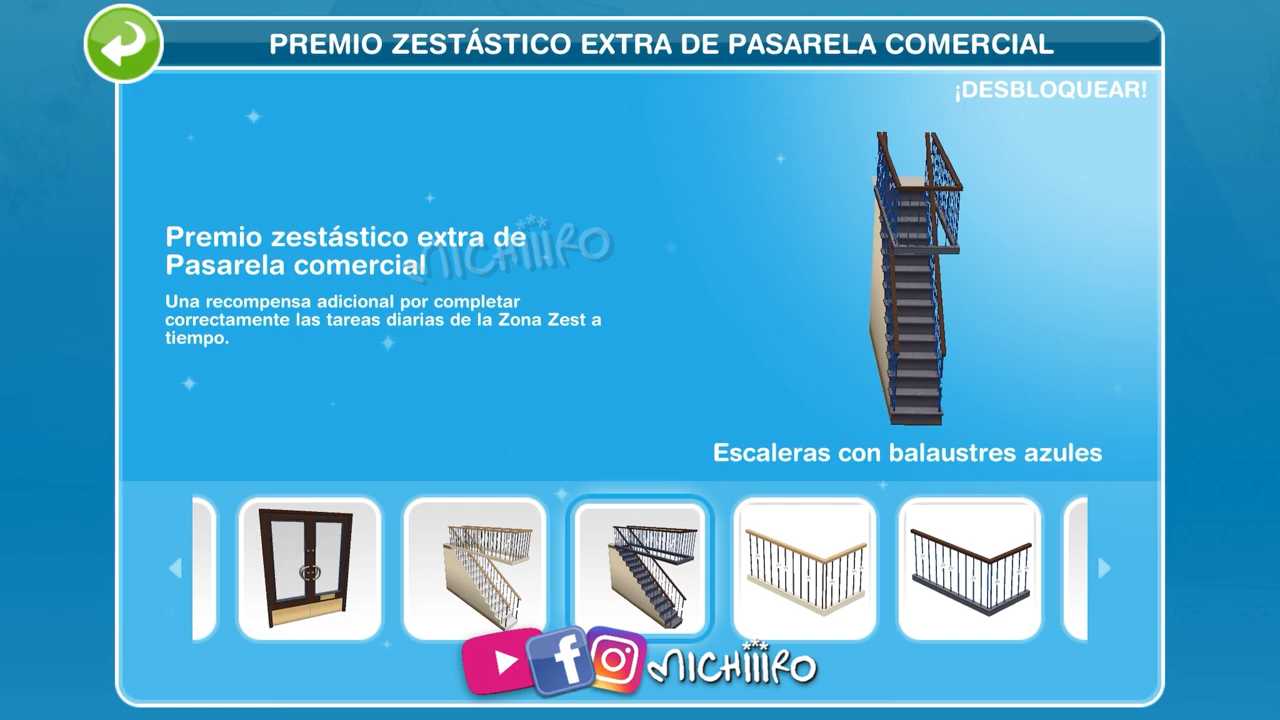 PREMIO ZESTÁSTICO EXTRA DE PASARELA COMERCIAL
¡DESBLOQUEAR!
Premio zestástico extra de
Pasarela comercial
MICHIIIRO
Una recompensa adicional por completar
correctamente las tareas diarias de la Zona Zest a
tiempo.
Escaleras con balaustres azules
MICHIIIRO